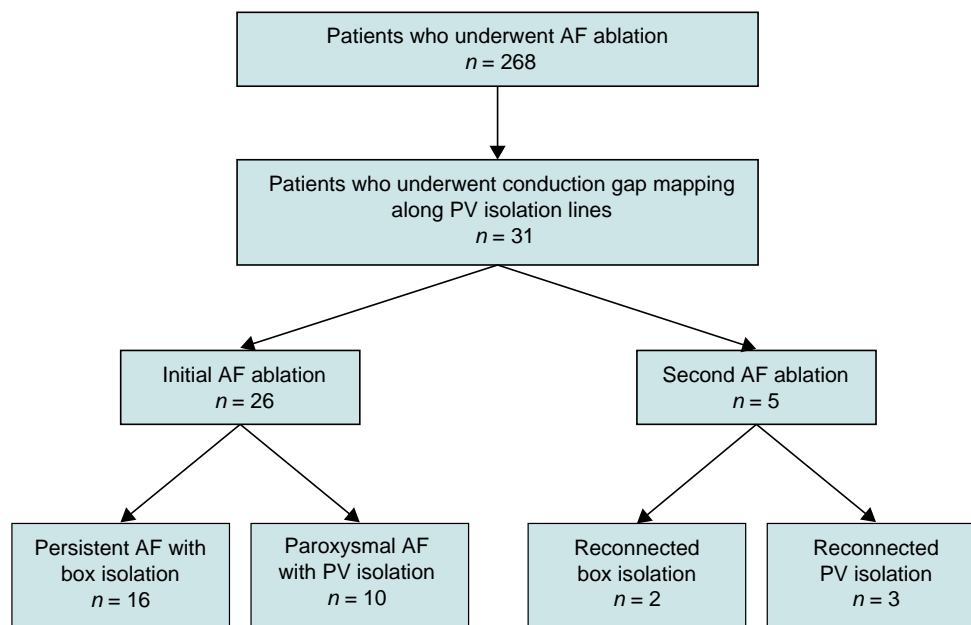 Patients who underwent AF ablation
n = 268
Patients who underwent conduction gap mapping
along PV isolation lines
n = 31
Initial AF ablation
n = 26
Second AF ablation
n = 5
Persistent AF with
box isolation
n = 16
Paroxysmal AF
with PV isolation
n = 10
Reconnected
box isolation
n = 2
Reconnected
PV isolation
n = 3